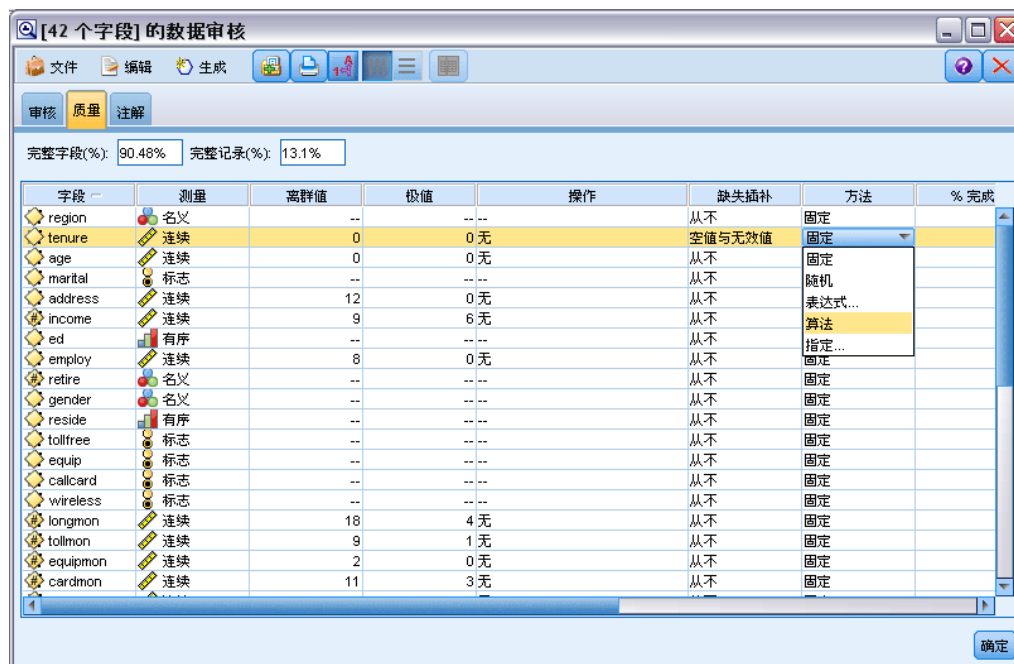 [42 个字段] 的数据审核
文件 编辑 生成
审核 质量 注解
完整字段(%): 90.48% 完整记录(%): 13.1%
字段 测量 离群值 极值 操作 缺失插补 方法 % 完成
region 名义 -- -- -- 从不 固定
tenure 连续 0 0 无 空值与无效值 固定
age 连续 0 0 无 从不 固定
marital 标志 -- -- -- 从不 随机
address 连续 12 0 无 从不 表达式...
income 连续 9 6 无 从不 算法
ed 有序 -- -- -- 从不 指定...
employ 连续 8 0 无 从不 固定
retire 名义 -- -- -- 从不 固定
gender 名义 -- -- -- 从不 固定
reside 有序 -- -- -- 从不 固定
tollfree 标志 -- -- -- 从不 固定
equip 标志 -- -- -- 从不 固定
callcard 标志 -- -- -- 从不 固定
wireless 标志 -- -- -- 从不 固定
longmon 连续 18 4 无 从不 固定
tollmon 连续 9 1 无 从不 固定
equipmon 连续 2 0 无 从不 固定
cardmon 连续 11 3 无 从不 固定
确定